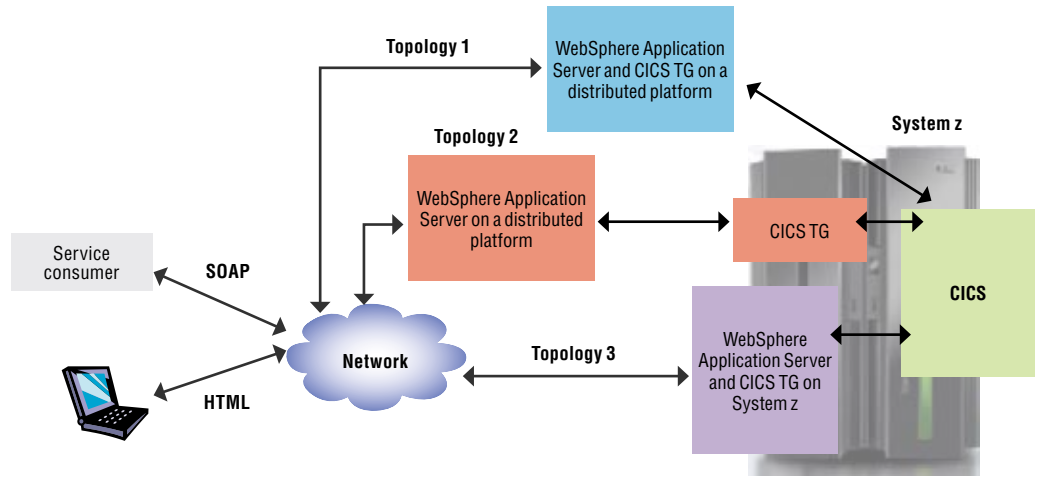 Topology 1
WebSphere Application
Server and CICS TG on a
distributed platform
System z
Topology 2
WebSphere Application
Server on a distributed
platform
CICS TG
Service
consumer
SOAP
CICS
Network
Topology 3
WebSphere
Application Server
and CICS TG on
System z
HTML